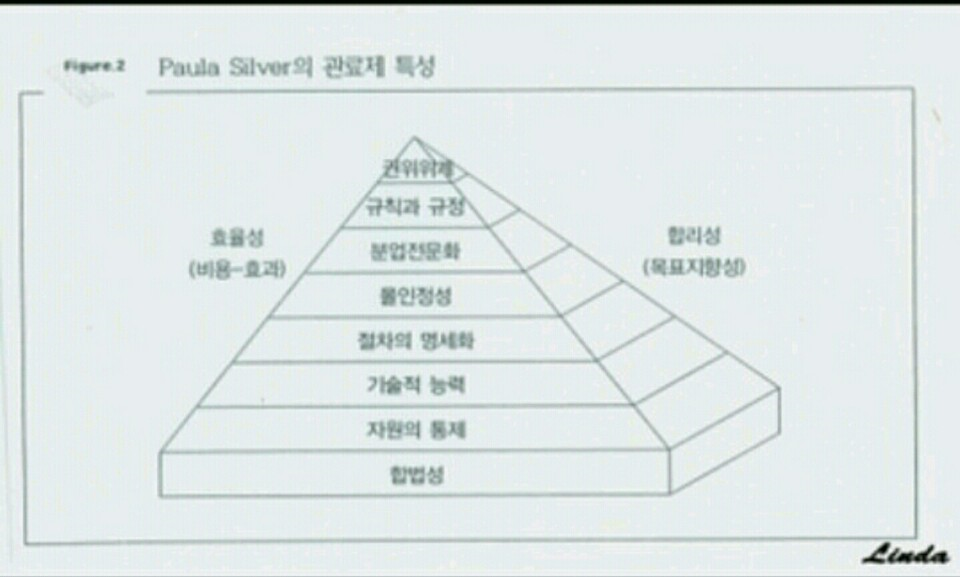 Figure.2 Paula Silver의 관료제 특성
권위위계
규칙과 규정
분업전문화
몰인정성
절차의 명세화
기술적 능력
자원의 통제
합법성
효율성
(비용-효과)
합리성
(목표지향성)
Linda